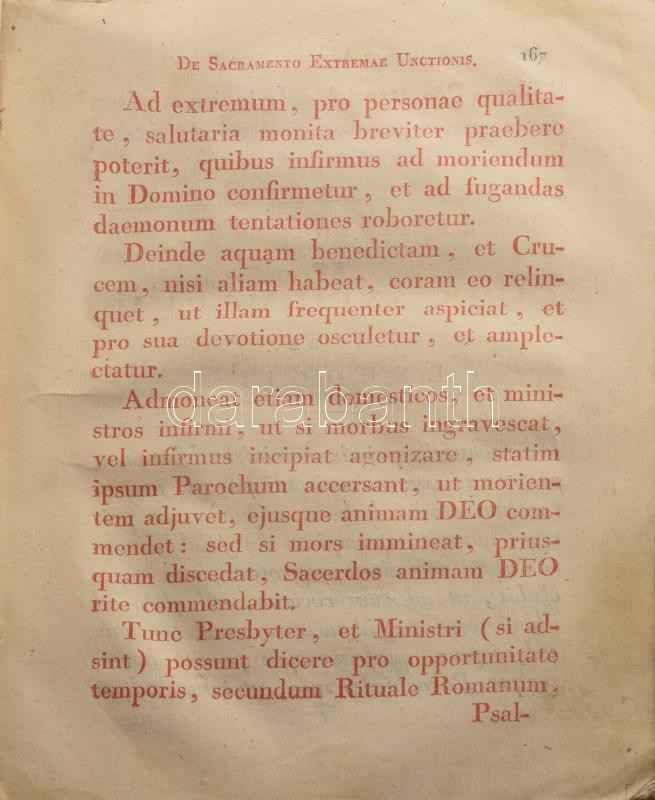 De Sacramento Extremae Unctionis. 167
Ad extremum, pro personae qualita-
te, salutaria monita breviter praebere
poterit, quibus infirmus ad moriendum
in Domino confirmetur, et ad fugandas
daemonum tentationes roboretur.
Deinde aquam benedictam, et Cru-
cem, nisi aliam habeat, coram eo relin-
quet, ut illam frequenter aspiciat, et
pro sua devotione osculetur, et ample-
ctatur.
darabanth
Admoneat etiam domesticos, et mini-
stros infirmi, ut si morbus ingravescat,
vel infirmus incipiat agonizare, statim
ipsum Parochum accersant, ut morien-
tem adjuvet, ejusque animam DEO com-
mendet: sed si mors immineat, prius-
quam discedat, Sacerdos animam DEO
rite commendabit.
Tunc Presbyter, et Ministri (si ad-
sint) possunt dicere pro opportunitate
temporis, secundum Rituale Romanum,
Psal-